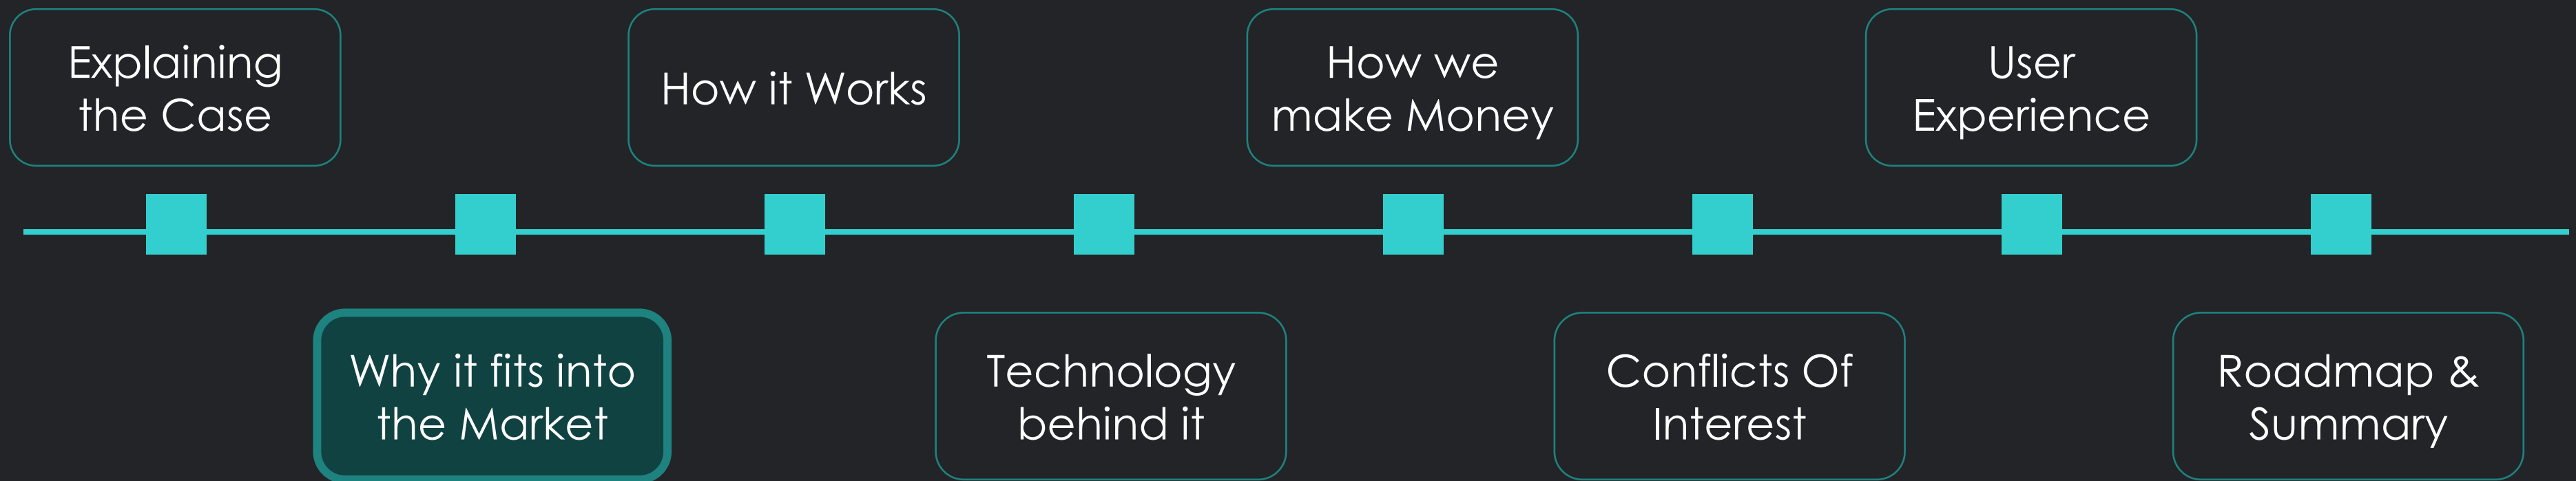 Explaining
the Case
How it Works
How we
make Money
User
Experience
Why it fits into
the Market
Technology
behind it
Conflicts Of
Interest
Roadmap &
Summary